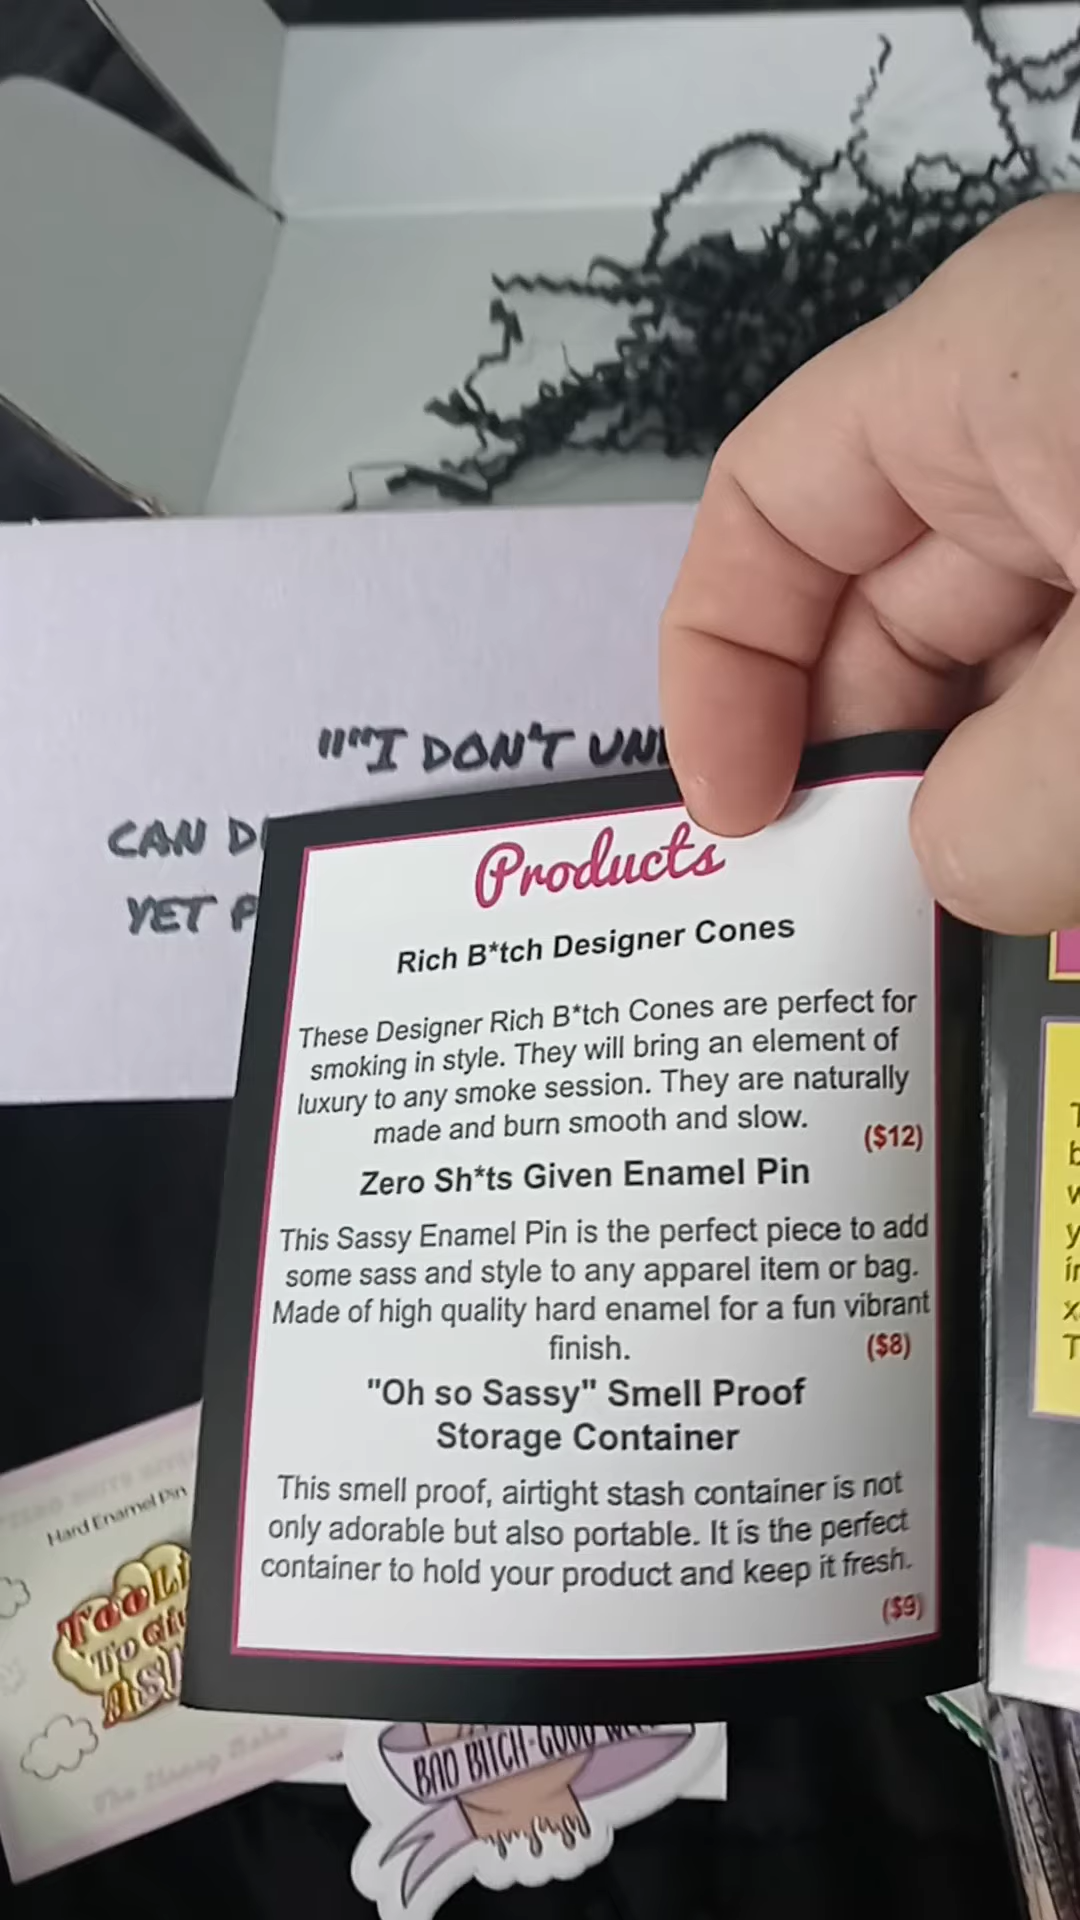 ""I DON'T
CAN
YET
Products
Rich B*tch Designer Cones
These Designer Rich B*tch Cones are perfect for
smoking in style. They will bring an element of
luxury to any smoke session. They are naturally
made and burn smooth and slow.
($12)
Zero Sh*ts Given Enamel Pin
This Sassy Enamel Pin is the perfect piece to add
some sass and style to any apparel item or bag.
Made of high quality hard enamel for a fun vibrant
finish.
($8)
"Oh so Sassy" Smell Proof
Storage Container
This smell proof, airtight stash container is not
only adorable but also portable. It is the perfect
container to hold your product and keep it fresh.
($9)
Hard Enamel Pin
To
BAD BITCH-GOOD